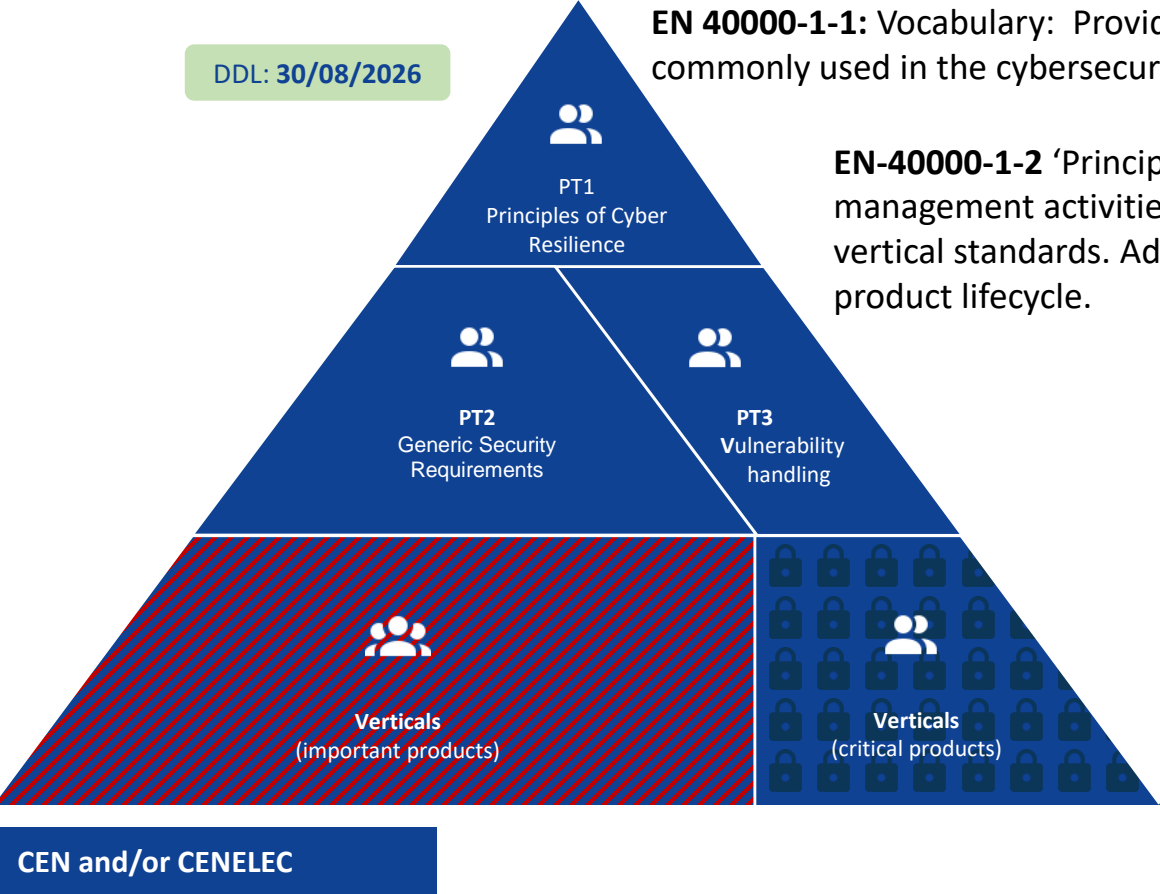 EN 40000-1-1: Vocabulary: Provid
commonly used in the cybersecur
DDL: 30/08/2026
EN-40000-1-2 ‘Princip
management activitie
vertical standards. Ad
product lifecycle.
PT1
Principles of Cyber
Resilience
PT2
Generic Security
Requirements
PT3
Vulnerability
handling
Verticals
(important products)
Verticals
(critical products)
CEN and/or CENELEC